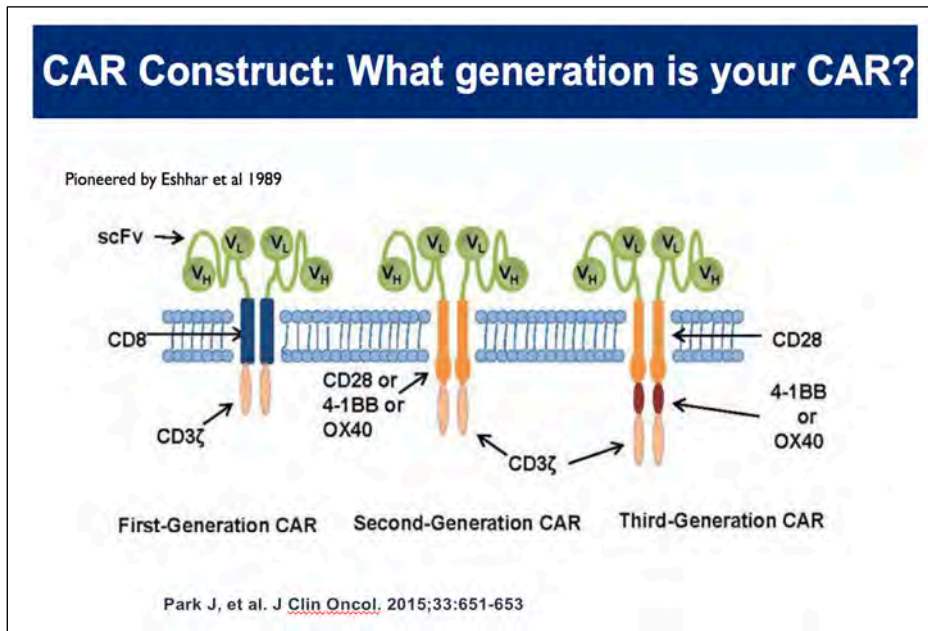 CAR Construct: What generation is your CAR?
Pioneered by Eshhar et al 1989
scFv
VL
VL
VH
VH
VL
VL
VH
VH
VL
VL
VH
VH
CD8
CD3ζ
CD28 or
4-1BB or
OX40
CD3ζ
CD28
4-1BB
or
OX40
First-Generation CAR
Second-Generation CAR
Third-Generation CAR
Park J, et al. J Clin Oncol. 2015;33:651-653